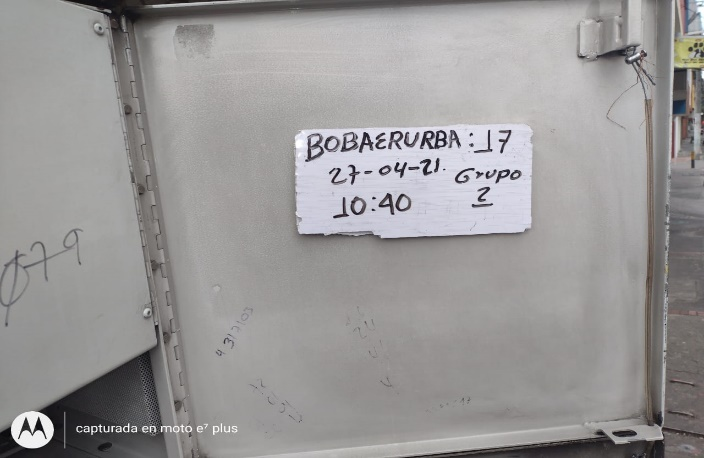 BOBAERURBA:17
27-04-21.
Grupo
2
10:40
079
capturada en moto e⁷ plus